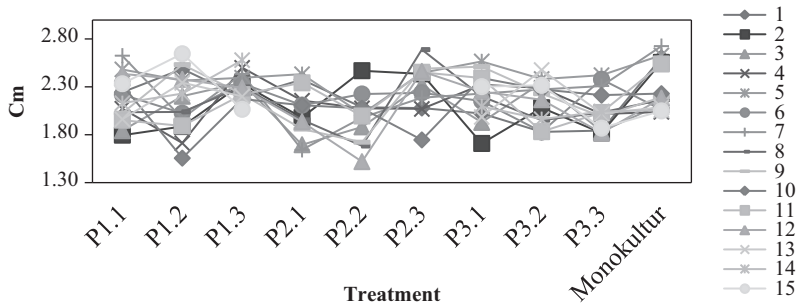 2.80
2.30
1.80
1.30
Cm
P1.1
P1.2
P1.3
P2.1
P2.2
P2.3
P3.1
P3.2
P3.3
Monokultur
Treatment
1
2
3
4
5
6
7
8
9
10
11
12
13
14
15